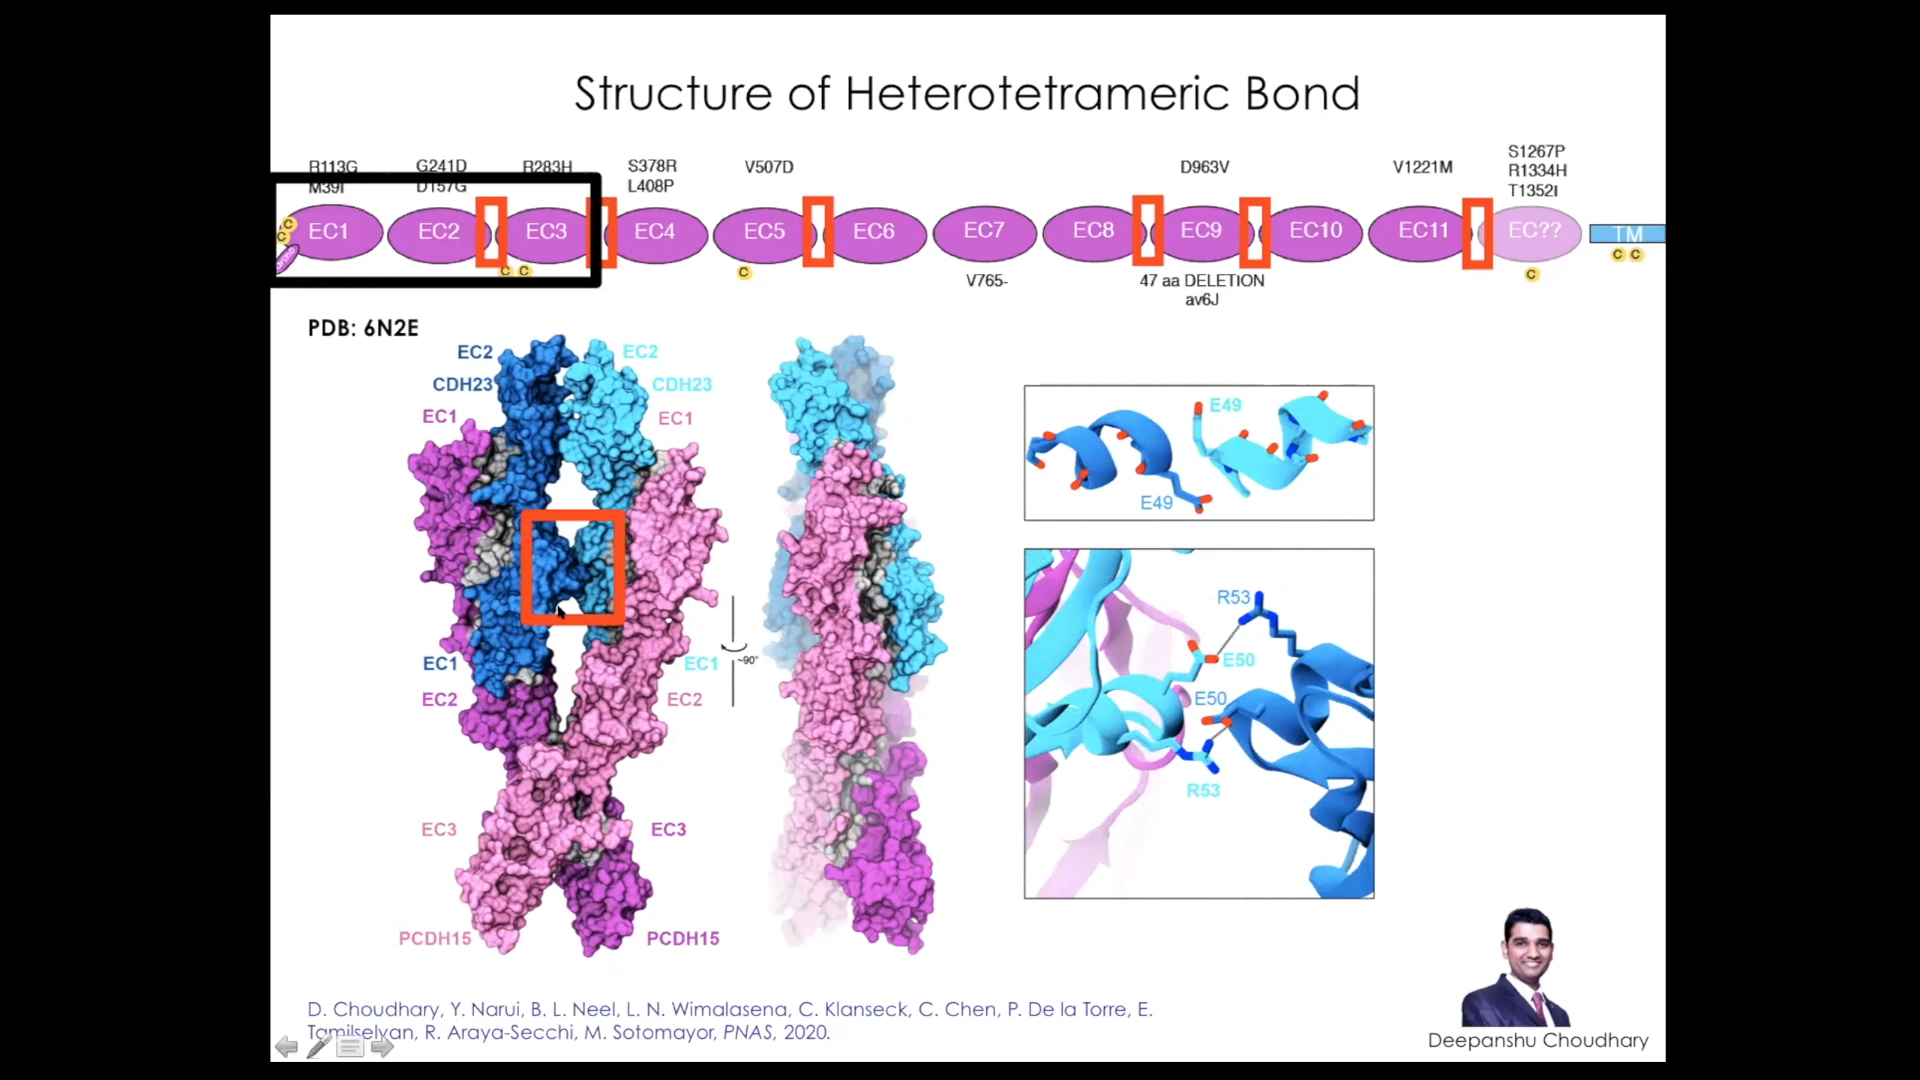 Structure of Heterotetrameric Bond
R113G G241D R283H S378R V507D D963V V1221M S1267P
M39I D157G L408P R1334H
T1352I
EC1 EC2 EC3 EC4 EC5 EC6 EC7 EC8 EC9 EC10 EC11 EC?? TM
C C C C C C C C
V765- 47 aa DELETION
av6J
PDB: 6N2E
EC2 EC2
CDH23 CDH23
EC1 EC1
E49
E49
R53
EC1 EC1 ~90° E50
EC2 EC2 E50
R53
EC3 EC3
PCDH15 PCDH15
D. Choudhary, Y. Narui, B. L. Neel, L. N. Wimalasena, C. Klanseck, C. Chen, P. De la Torre, E.
Tamilselvan, R. Araya-Secchi, M. Sotomayor, PNAS, 2020.
Deepanshu Choudhary